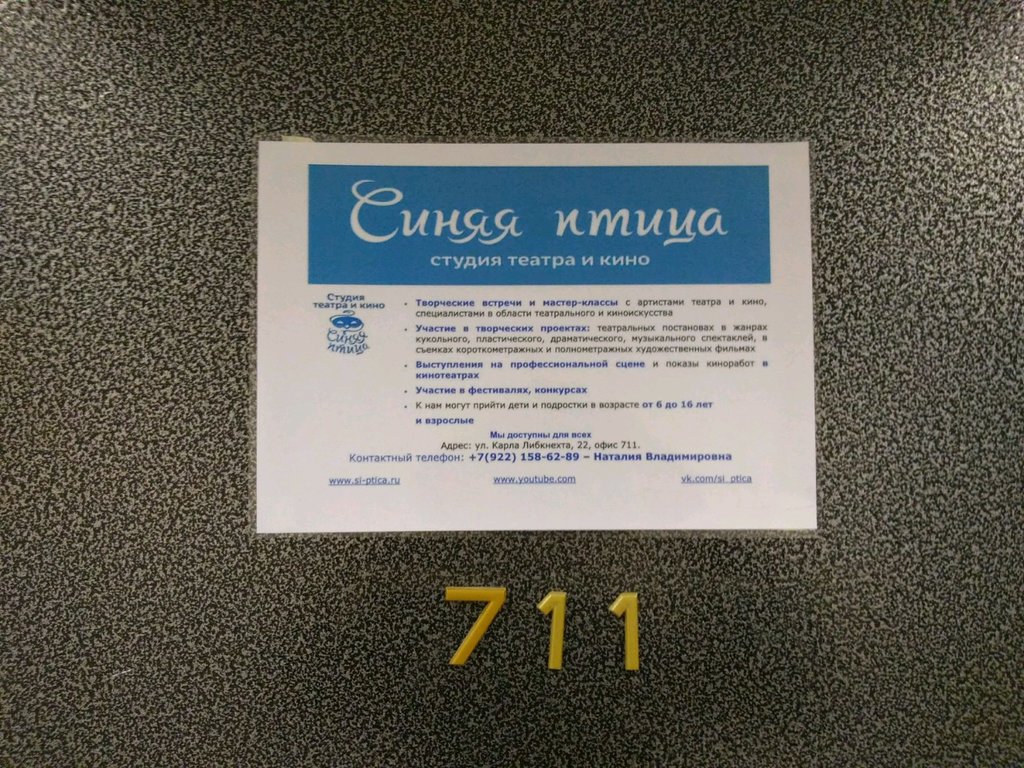 Синяя птица
студия театра и кино
Студия
театра и кино
Синяя
птица
• Творческие встречи и мастер-классы с артистами театра и кино,
специалистами в области театрального и киноискусства
• Участие в творческих проектах: театральных постановах в жанрах
кукольного, пластического, драматического, музыкального спектаклей, в
съемках короткометражных и полнометражных художественных фильмах
• Выступления на профессиональной сцене и показы киноработ в
кинотеатрах
• Участие в фестивалях, конкурсах
• К нам могут прийти дети и подростки в возрасте от 6 до 16 лет
и взрослые
Мы доступны для всех
Адрес: ул. Карла Либкнехта, 22, офис 711.
Контактный телефон: +7(922) 158-62-89 – Наталия Владимировна
www.si-ptica.ru www.youtube.com vk.com/si_ptica
711